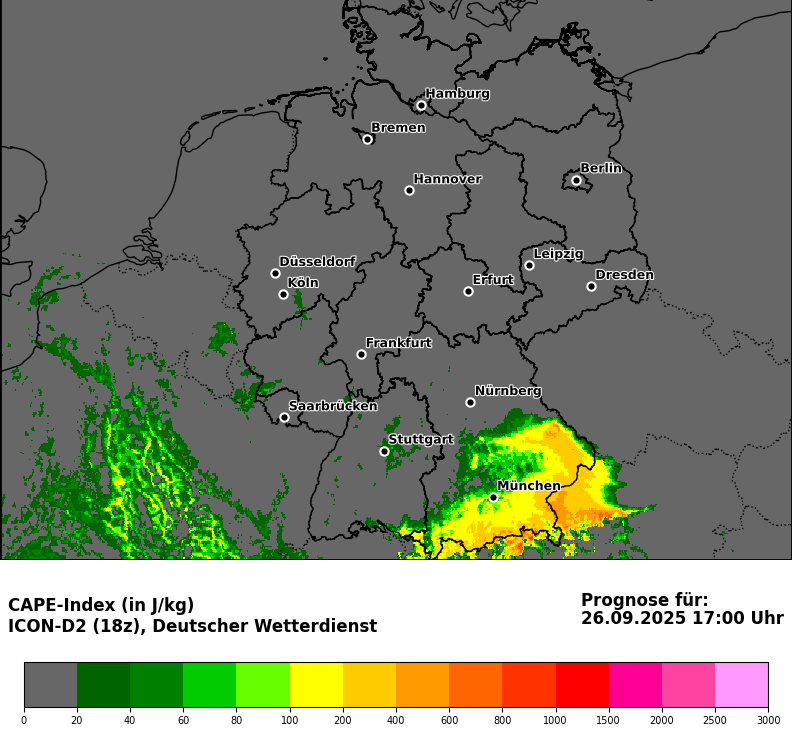 Hamburg
Bremen
Berlin
Hannover
Leipzig
Düsseldorf
Dresden
Köln
Erfurt
Frankfurt
Nürnberg
Saarbrücken
Stuttgart
München
CAPE-Index (in J/kg)
ICON-D2 (18z), Deutscher Wetterdienst
Prognose für:
26.09.2025 17:00 Uhr
0 20 40 60 80 100 200 400 600 800 1000 1500 2000 2500 3000